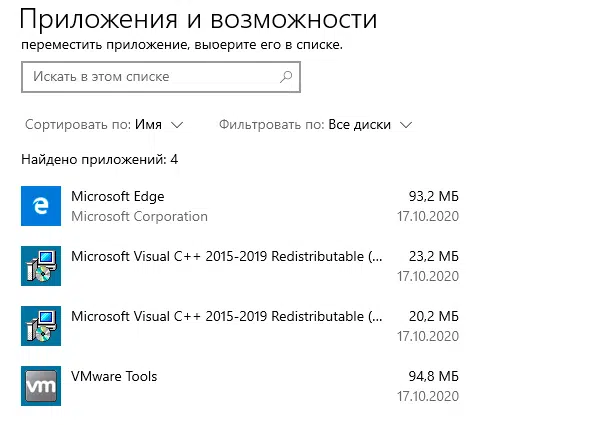 Приложения и возможности
переместить приложение, выберите его в списке.
Искать в этом списке
Сортировать по: Имя Фильтровать по: Все диски
Найдено приложений: 4
Microsoft Edge 93,2 МБ
Microsoft Corporation 17.10.2020
Microsoft Visual C++ 2015-2019 Redistributable (... 23,2 МБ
17.10.2020
Microsoft Visual C++ 2015-2019 Redistributable (... 20,2 МБ
17.10.2020
vm VMware Tools 94,8 МБ
17.10.2020